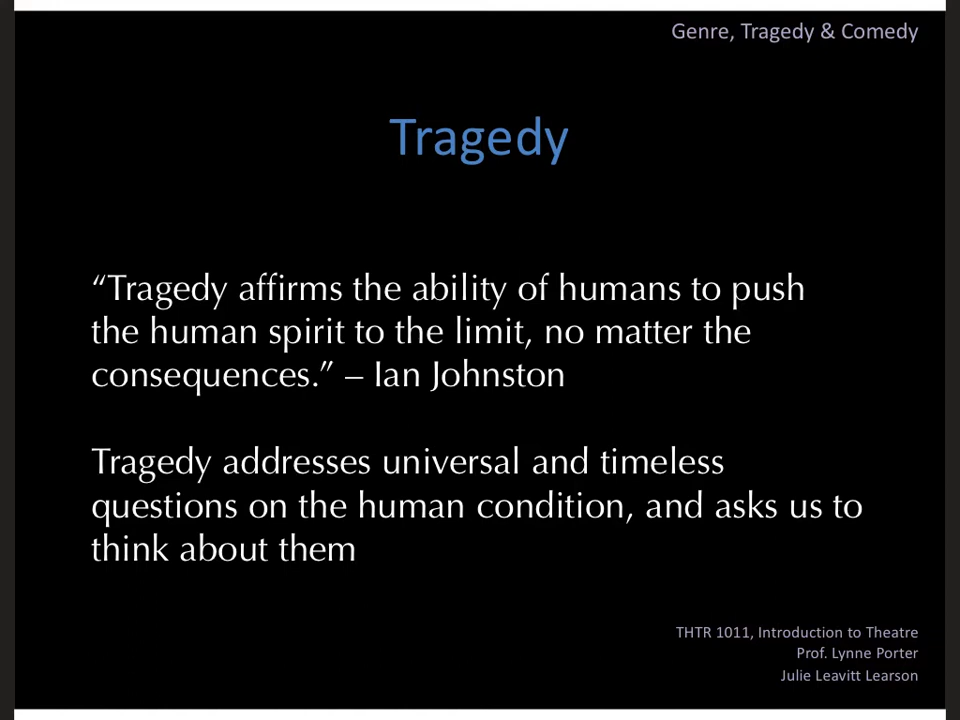 Genre, Tragedy & Comedy
Tragedy
“Tragedy affirms the ability of humans to push
the human spirit to the limit, no matter the
consequences.” – Ian Johnston
Tragedy addresses universal and timeless
questions on the human condition, and asks us to
think about them
THTR 1011, Introduction to Theatre
Prof. Lynne Porter
Julie Leavitt Learson